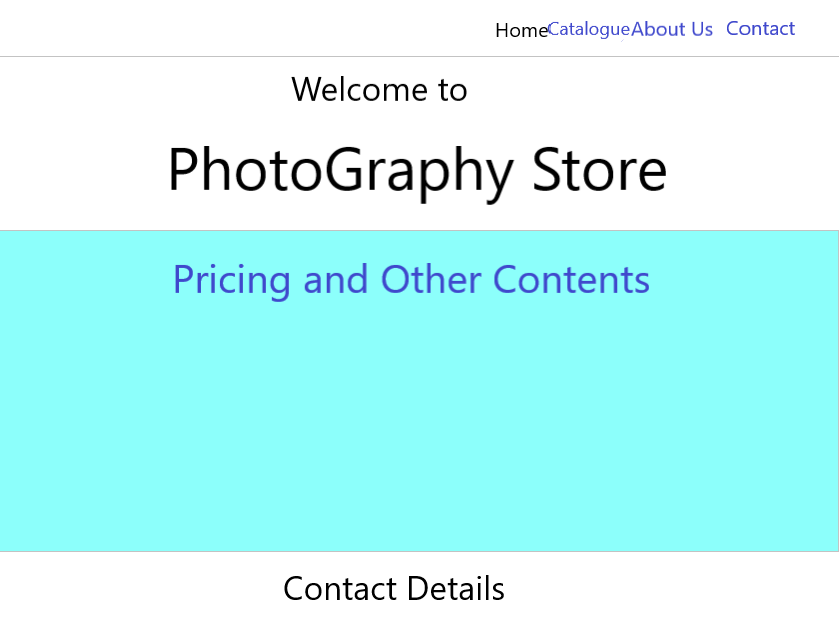 Home Catalogue About Us Contact
Welcome to
PhotoGraphy Store
Pricing and Other Contents
Contact Details